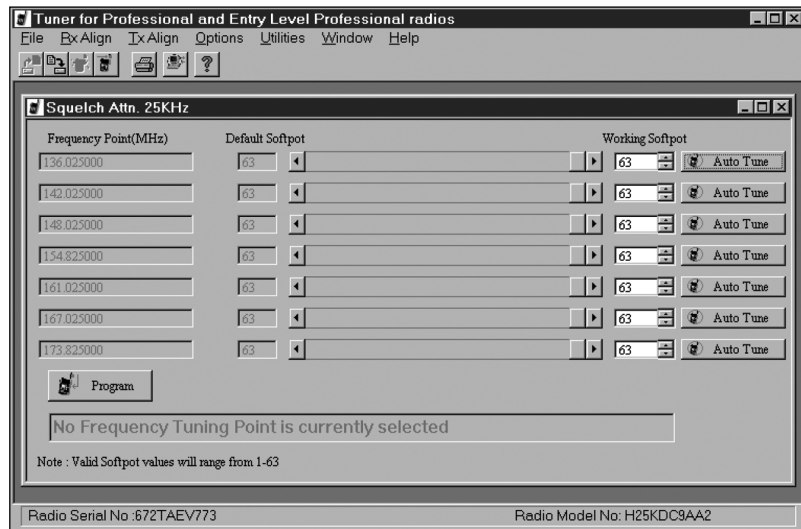 Tuner for Professional and Entry Level Professional radios
File Rx Align Tx Align Options Utilities Window Help
Squelch Attn. 25KHz
Frequency Point(MHz) Default Softpot Working Softpot
136.025000 63 63 Auto Tune
142.025000 63 63 Auto Tune
148.025000 63 63 Auto Tune
154.825000 63 63 Auto Tune
161.025000 63 63 Auto Tune
167.025000 63 63 Auto Tune
173.825000 63 63 Auto Tune
Program
No Frequency Tuning Point is currently selected
Note : Valid Softpot values will range from 1-63
Radio Serial No :672TAEV773 Radio Model No: H25KDC9AA2